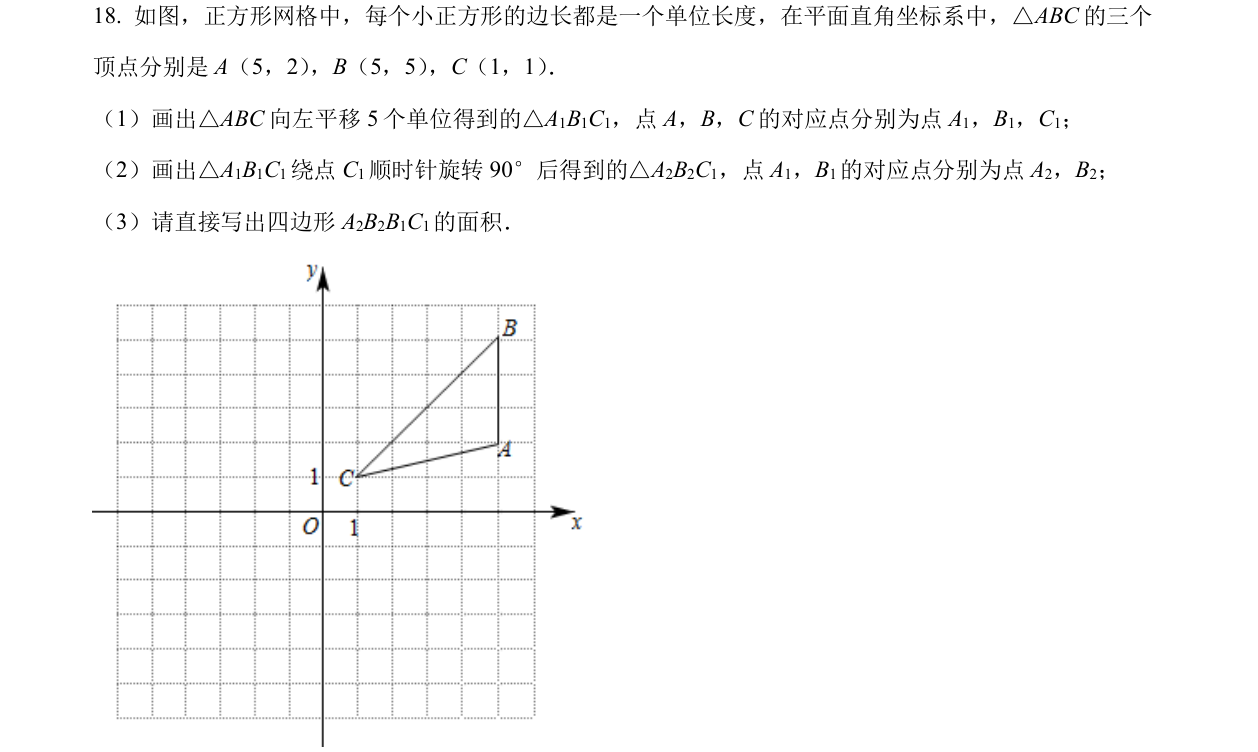 18. 如图，正方形网格中，每个小正方形的边长都是一个单位长度，在平面直角坐标系中，△ABC 的三个
顶点分别是 A（5，2），B（5，5），C（1，1）．
（1）画出△ABC 向左平移 5 个单位得到的△A₁B₁C₁，点 A，B，C 的对应点分别为点 A₁，B₁，C₁；
（2）画出△A₁B₁C₁ 绕点 C₁ 顺时针旋转 90°后得到的△A₂B₂C₁，点 A₁，B₁ 的对应点分别为点 A₂，B₂；
（3）请直接写出四边形 A₂B₂B₁C₁ 的面积．
y
B
A
1 C
O 1 x